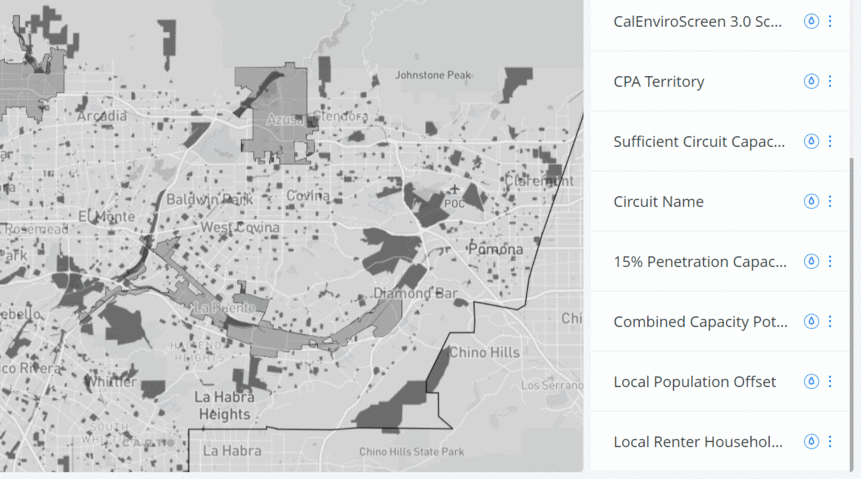 Johnstone Peak
Arcadia
Azusa
Glendora
Claremont
Baldwin Park
Covina
POC
El Monte
Rosemead
West Covina
Pomona
Park
Diamond Bar
La Puente
ebello
Chi
HEIGHTS
Chino Hills
ico Rivera
Whittier
Los Serrano
La Habra
Heights
SOUTH
CARTO
La Habra
Chino Hills State Park
CalEnviroScreen 3.0 Sc...
CPA Territory
Sufficient Circuit Capac...
Circuit Name
15% Penetration Capac...
Combined Capacity Pot...
Local Population Offset
Local Renter Househol...